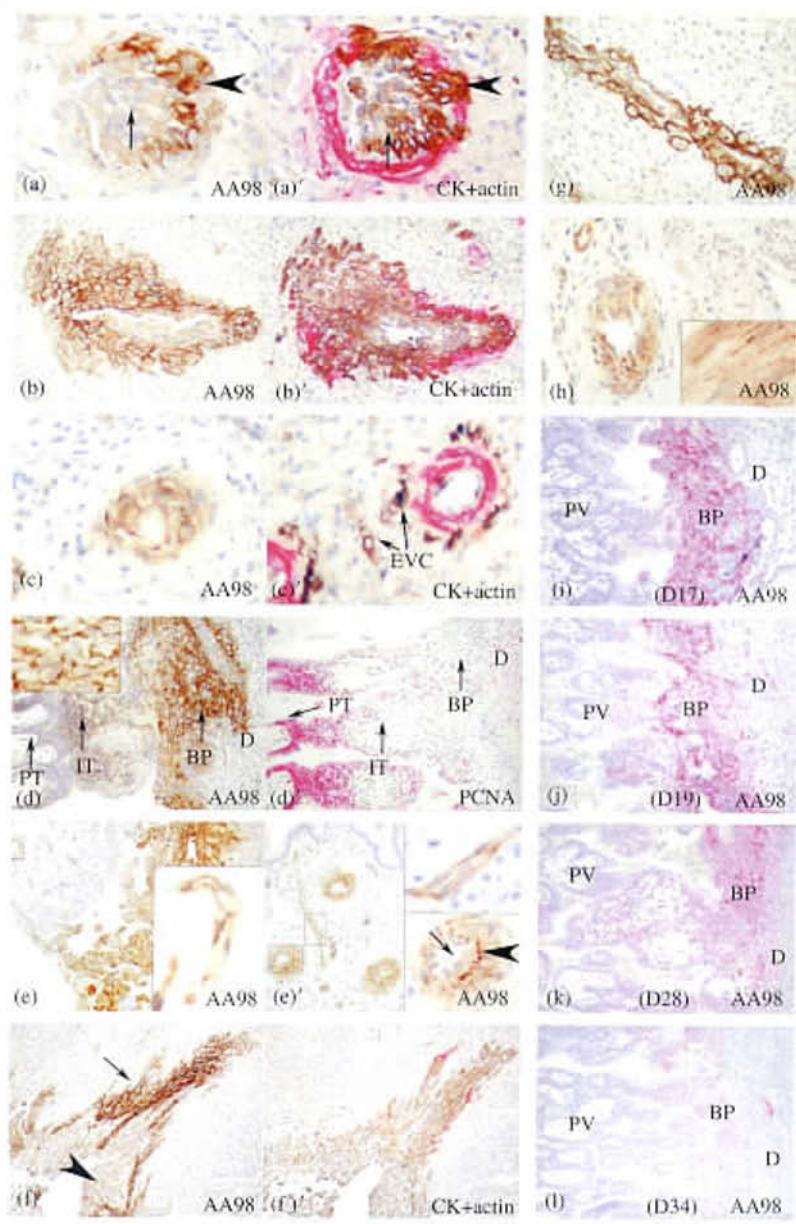 (a) AA98 (a)′ CK+actin (g) AA98
(b) AA98 (b)′ CK+actin (h) AA98
EVC
(c) AA98 (c)′ CK+actin
PV BP D
(i) (D17) AA98
PT IT BP D PT IT BP D
(d) AA98 (d)′ PCNA
PV BP D
(j) (D19) AA98
(e) AA98 (e)′ AA98
PV BP D
(k) (D28) AA98
(f) AA98 (f)′ CK+actin
PV BP D
(l) (D34) AA98